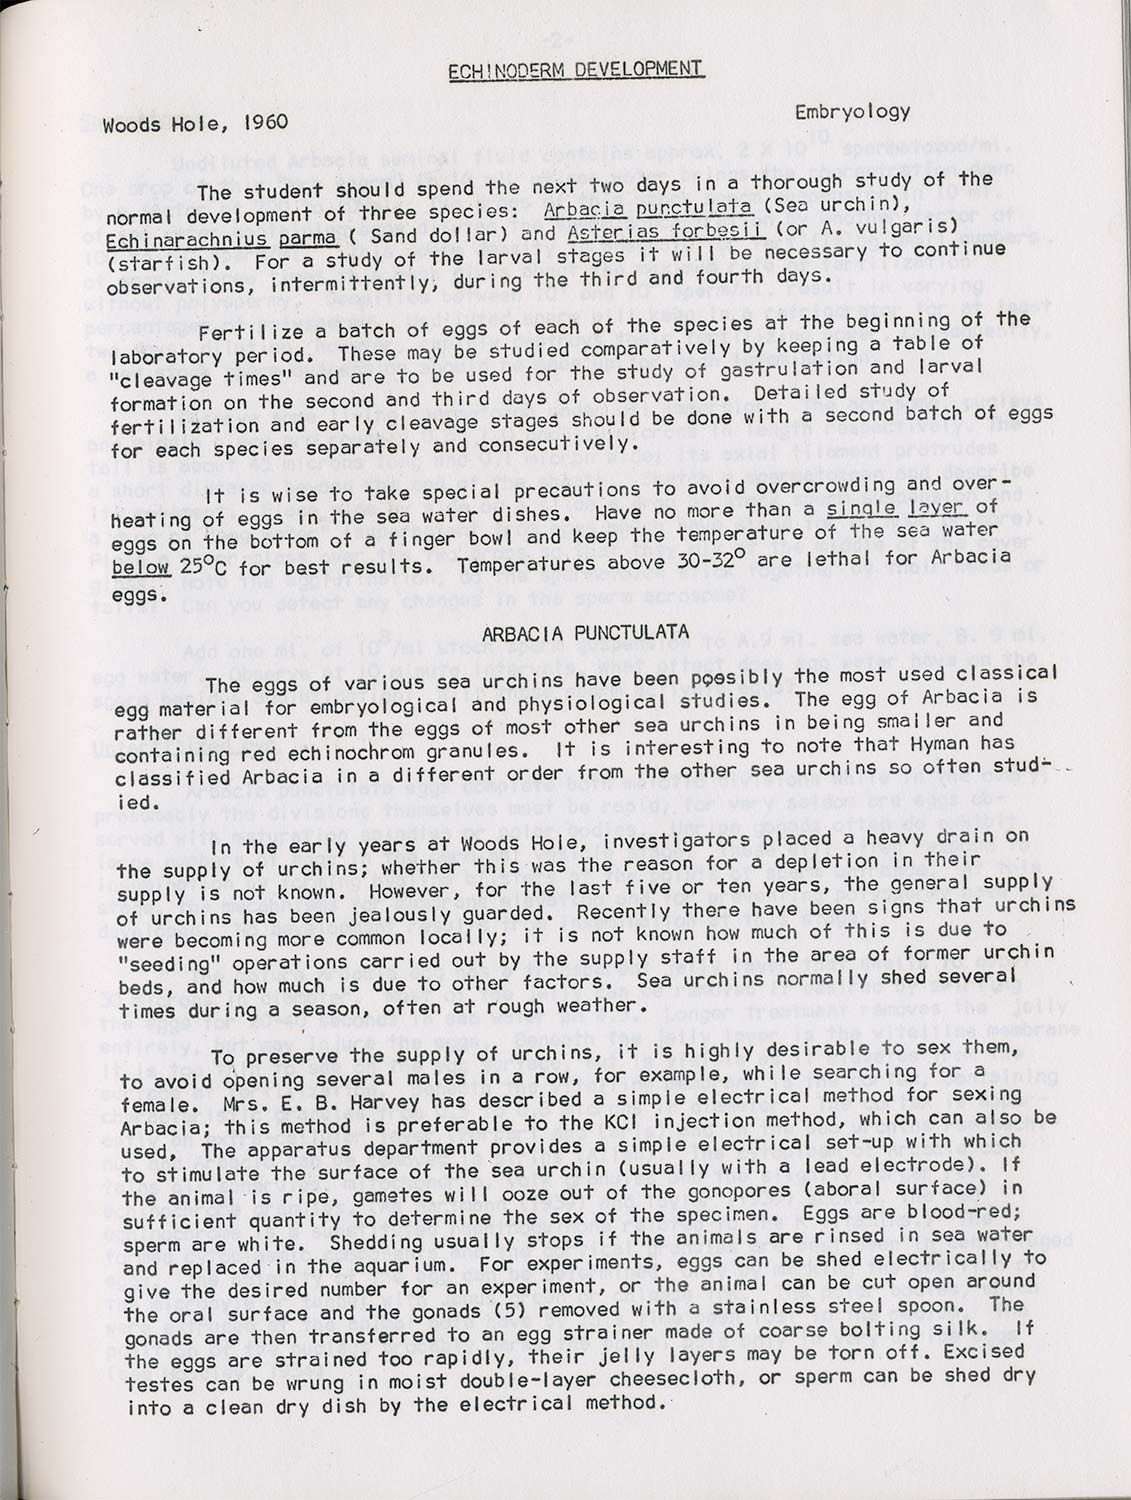 ECHINODERM DEVELOPMENT
Woods Hole, 1960
Embryology
The student should spend the next two days in a thorough study of the
normal development of three species: Arbacia punctulata (Sea urchin),
Echinarachnius parma ( Sand dollar) and Asterias forbesii (or A. vulgaris)
(starfish). For a study of the larval stages it will be necessary to continue
observations, intermittently, during the third and fourth days.
Fertilize a batch of eggs of each of the species at the beginning of the
laboratory period. These may be studied comparatively by keeping a table of
"cleavage times" and are to be used for the study of gastrulation and larval
formation on the second and third days of observation. Detailed study of
fertilization and early cleavage stages should be done with a second batch of eggs
for each species separately and consecutively.
It is wise to take special precautions to avoid overcrowding and over-
heating of eggs in the sea water dishes. Have no more than a single layer of
eggs on the bottom of a finger bowl and keep the temperature of the sea water
below 25°C for best results. Temperatures above 30-32° are lethal for Arbacia
eggs.
ARBACIA PUNCTULATA
The eggs of various sea urchins have been possibly the most used classical
egg material for embryological and physiological studies. The egg of Arbacia is
rather different from the eggs of most other sea urchins in being smaller and
containing red echinochrom granules. It is interesting to note that Hyman has
classified Arbacia in a different order from the other sea urchins so often stud-
ied.
In the early years at Woods Hole, investigators placed a heavy drain on
the supply of urchins; whether this was the reason for a depletion in their
supply is not known. However, for the last five or ten years, the general supply
of urchins has been jealously guarded. Recently there have been signs that urchins
were becoming more common locally; it is not known how much of this is due to
"seeding" operations carried out by the supply staff in the area of former urchin
beds, and how much is due to other factors. Sea urchins normally shed several
times during a season, often at rough weather.
To preserve the supply of urchins, it is highly desirable to sex them,
to avoid opening several males in a row, for example, while searching for a
female. Mrs. E. B. Harvey has described a simple electrical method for sexing
Arbacia; this method is preferable to the KCl injection method, which can also be
used, The apparatus department provides a simple electrical set-up with which
to stimulate the surface of the sea urchin (usually with a lead electrode). If
the animal is ripe, gametes will ooze out of the gonopores (aboral surface) in
sufficient quantity to determine the sex of the specimen. Eggs are blood-red;
sperm are white. Shedding usually stops if the animals are rinsed in sea water
and replaced in the aquarium. For experiments, eggs can be shed electrically to
give the desired number for an experiment, or the animal can be cut open around
the oral surface and the gonads (5) removed with a stainless steel spoon. The
gonads are then transferred to an egg strainer made of coarse bolting silk. If
the eggs are strained too rapidly, their jelly layers may be torn off. Excised
testes can be wrung in moist double-layer cheesecloth, or sperm can be shed dry
into a clean dry dish by the electrical method.